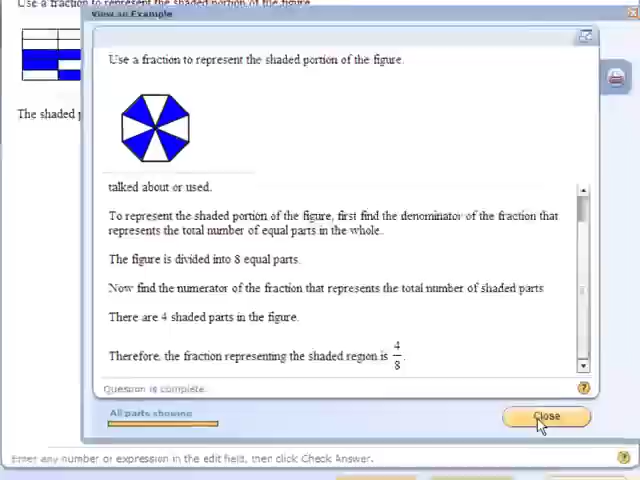 Use a fraction to represent the shaded portion of the figure.
View an Example
Use a fraction to represent the shaded portion of the figure.
The shaded p
talked about or used.
To represent the shaded portion of the figure, first find the denominator of the fraction that
represents the total number of equal parts in the whole.
The figure is divided into 8 equal parts.
Now find the numerator of the fraction that represents the total number of shaded parts
There are 4 shaded parts in the figure.
Therefore, the fraction representing the shaded region is 4/8.
Question is complete.
?
All parts showing
Close
Enter any number or expression in the edit field, then click Check Answer.
?